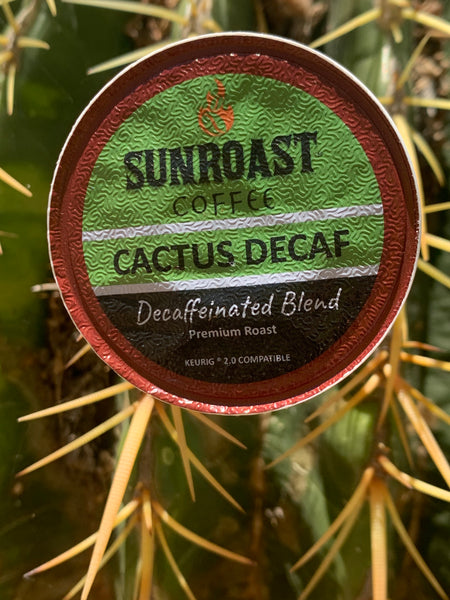 SUNROAST
COFFEE
CACTUS DECAF
Decaffeinated Blend
Premium Roast
KEURIG ® 2.0 COMPATIBLE